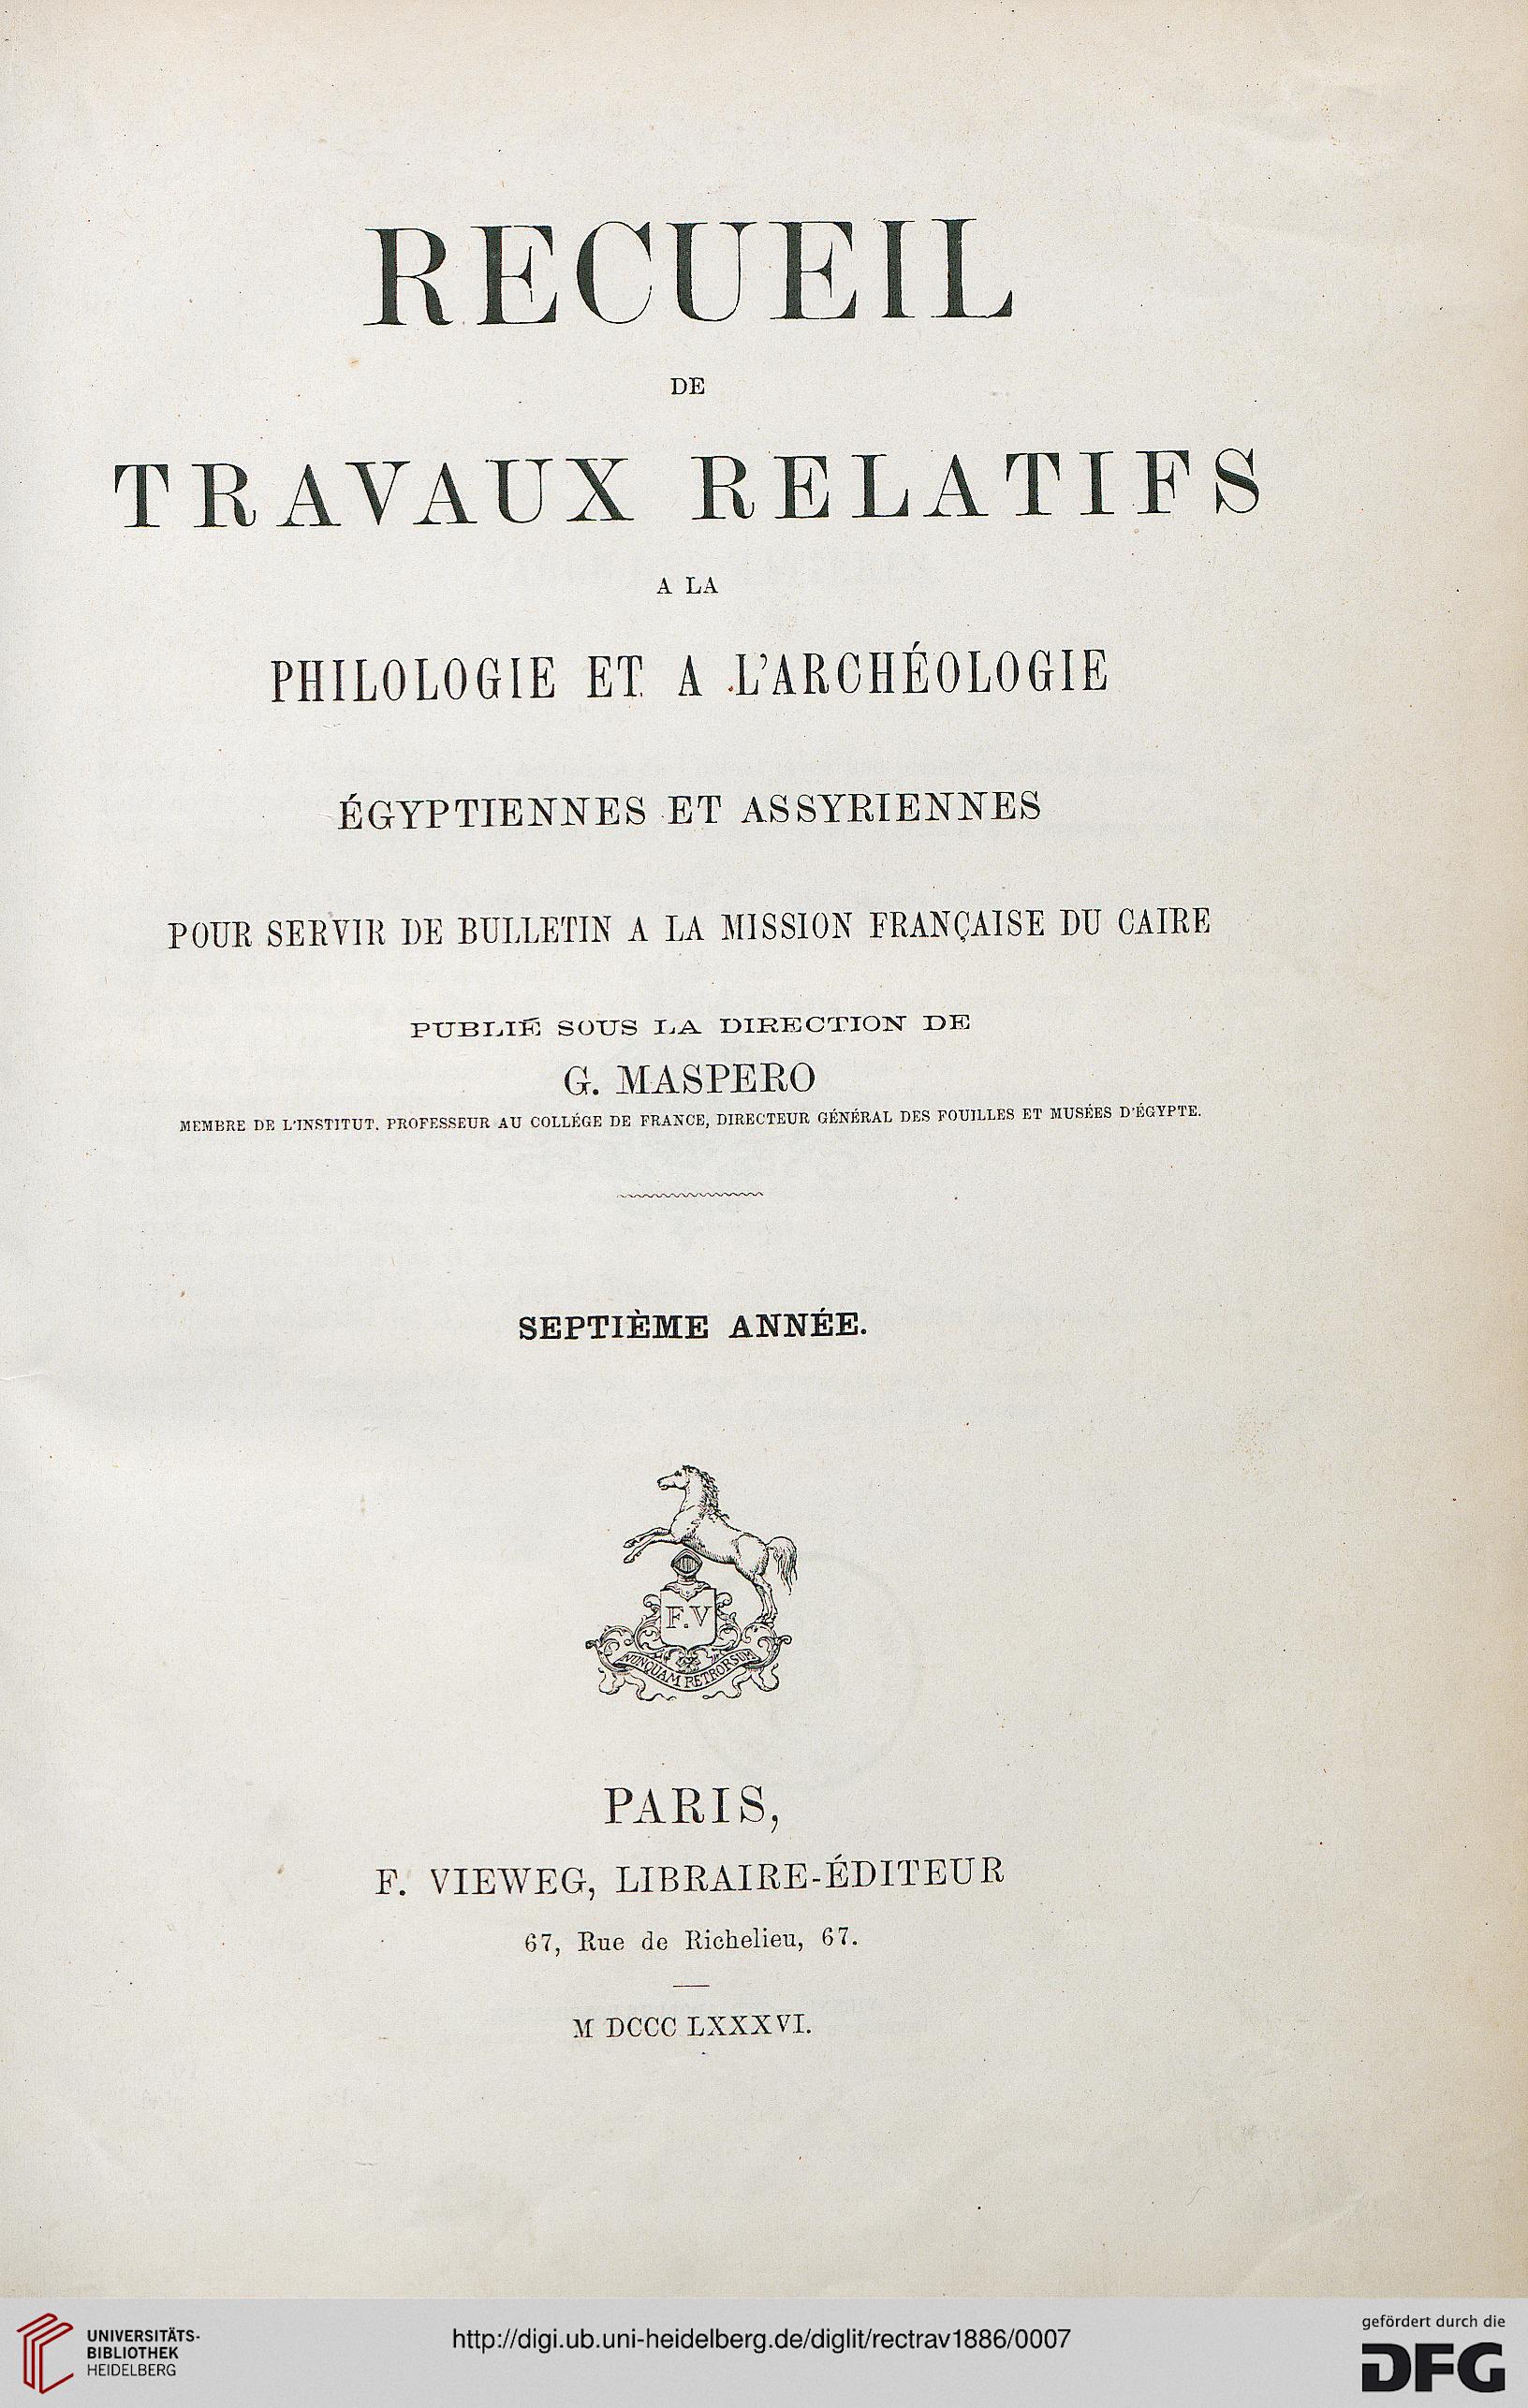 RECUEIL
DE
TRAVAUX RELATIFS
A LA
PHILOLOGIE ET A L'ARCHÉOLOGIE
ÉGYPTIENNES ET ASSYRIENNES
POUR SERVIR DE BULLETIN A LA MISSION FRANÇAISE DU CAIRE
PUBLIÉ SOUS LA DIRECTION DE
G. MASPERO
MEMBRE DE L'INSTITUT. PROFESSEUR AU COLLÉGE DE FRANCE, DIRECTEUR GÉNÉRAL DES FOUILLES ET MUSÉES D'ÉGYPTE.
SEPTIÈME ANNÉE.
F.V
NUNQUAM RETRORSUM
PARIS,
F. VIEWEG, LIBRAIRE-ÉDITEUR
67, Rue de Richelieu, 67.
M DCCC LXXXVI.
UNIVERSITÄTS-
BIBLIOTHEK
HEIDELBERG
http://digi.ub.uni-heidelberg.de/diglit/rectrav1886/0007
gefördert durch die
DFG